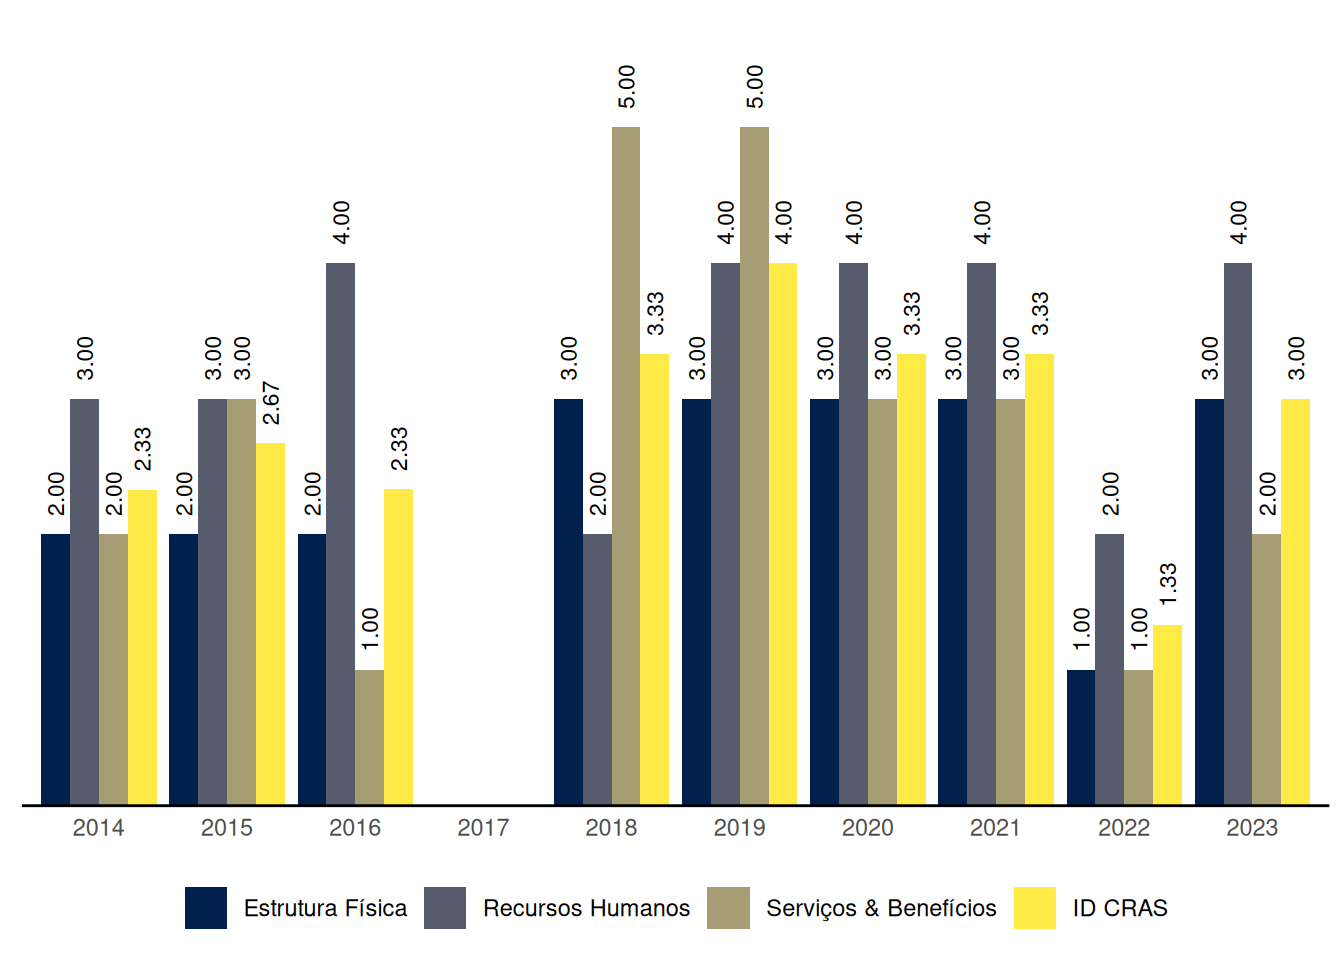 5.00 5.00
4.00 4.00 4.00 4.00 4.00 4.00
3.33 3.33 3.33
3.00 3.00 3.00 3.00 3.00 3.00 3.00 3.00 3.00 3.00 3.00
2.67
2.33 2.33
2.00 2.00 2.00 2.00 2.00 2.00 2.00
1.33
1.00 1.00 1.00
2014 2015 2016 2017 2018 2019 2020 2021 2022 2023
Estrutura Física Recursos Humanos Serviços & Benefícios ID CRAS